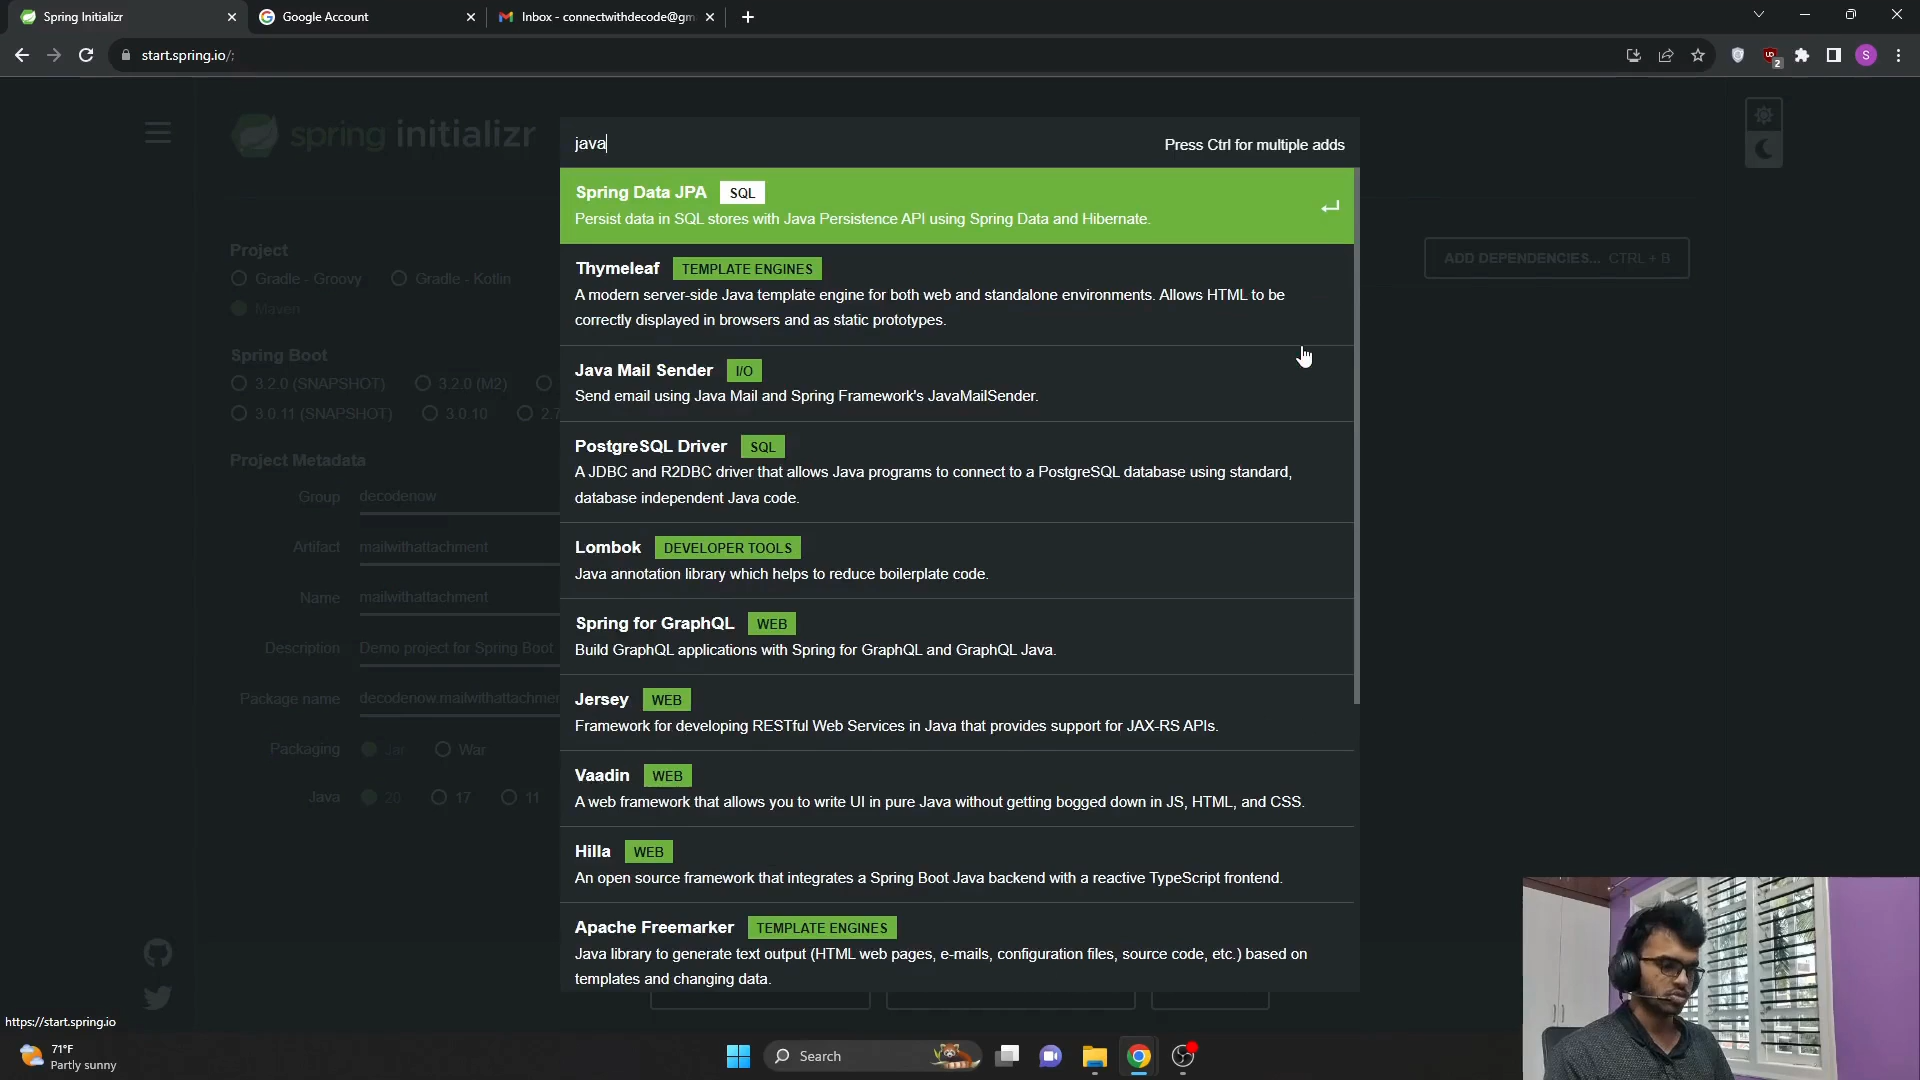 Spring Initializr
Google Account
Inbox - connectwithdecode@gm
start.spring.io/;
2
S
spring initializr
java
Press Ctrl for multiple adds
Spring Data JPA SQL
Persist data in SQL stores with Java Persistence API using Spring Data and Hibernate.
Thymeleaf TEMPLATE ENGINES
A modern server-side Java template engine for both web and standalone environments. Allows HTML to be
correctly displayed in browsers and as static prototypes.
Java Mail Sender I/O
Send email using Java Mail and Spring Framework's JavaMailSender.
PostgreSQL Driver SQL
A JDBC and R2DBC driver that allows Java programs to connect to a PostgreSQL database using standard,
database independent Java code.
Lombok DEVELOPER TOOLS
Java annotation library which helps to reduce boilerplate code.
Spring for GraphQL WEB
Build GraphQL applications with Spring for GraphQL and GraphQL Java.
Jersey WEB
Framework for developing RESTful Web Services in Java that provides support for JAX-RS APIs.
Vaadin WEB
A web framework that allows you to write UI in pure Java without getting bogged down in JS, HTML, and CSS.
Hilla WEB
An open source framework that integrates a Spring Boot Java backend with a reactive TypeScript frontend.
Apache Freemarker TEMPLATE ENGINES
Java library to generate text output (HTML web pages, e-mails, configuration files, source code, etc.) based on
templates and changing data.
Project
Gradle - Groovy Gradle - Kotlin
Maven
Spring Boot
3.2.0 (SNAPSHOT) 3.2.0 (M2)
3.0.11 (SNAPSHOT) 3.0.10 2.7
Project Metadata
Group decodenow
Artifact mailwithattachment
Name mailwithattachment
Description Demo project for Spring Boot
Package name decodenow.mailwithattachmen
Packaging Jar War
Java 20 17 11
ADD DEPENDENCIES... CTRL + B
https://start.spring.io
71°F
Partly sunny
Search